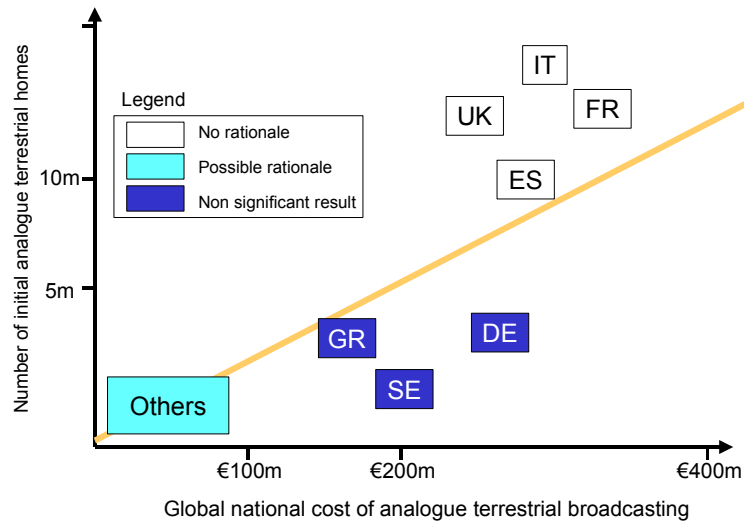 Number of initial analogue terrestrial homes
10m
5m
Legend
No rationale
Possible rationale
Non significant result
IT
UK
FR
ES
GR
DE
SE
Others
€100m
€200m
€400m
Global national cost of analogue terrestrial broadcasting